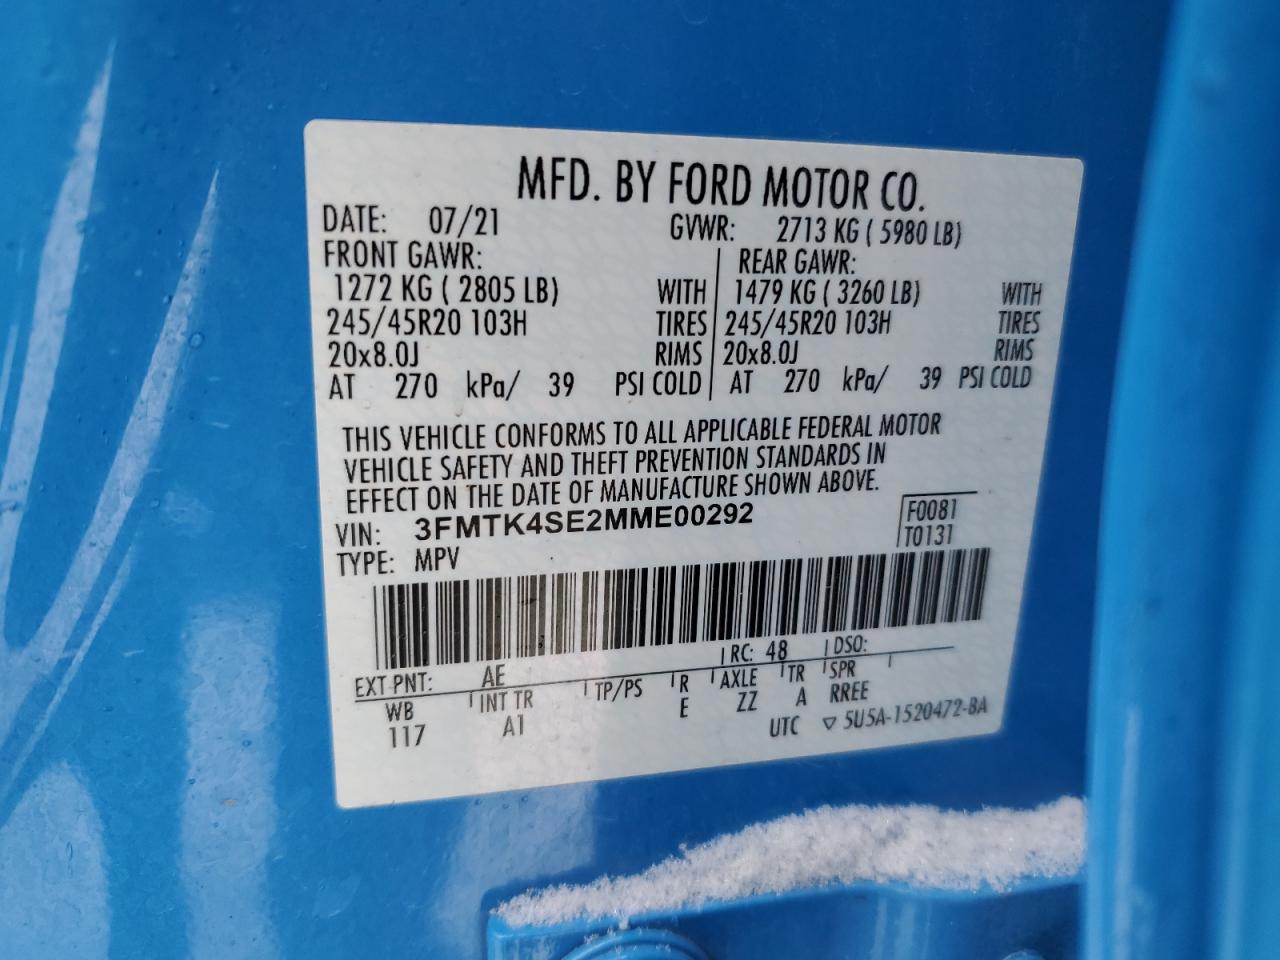 MFD. BY FORD MOTOR CO.
DATE: 07/21 GVWR: 2713 KG ( 5980 LB)
FRONT GAWR: REAR GAWR:
1272 KG ( 2805 LB) WITH 1479 KG ( 3260 LB) WITH
245/45R20 103H TIRES 245/45R20 103H TIRES
20x8.0J RIMS 20x8.0J RIMS
AT 270 kPa/ 39 PSI COLD AT 270 kPa/ 39 PSI COLD
THIS VEHICLE CONFORMS TO ALL APPLICABLE FEDERAL MOTOR
VEHICLE SAFETY AND THEFT PREVENTION STANDARDS IN
EFFECT ON THE DATE OF MANUFACTURE SHOWN ABOVE.
VIN: 3FMTK4SE2MME00292 F0081
TYPE: MPV T0131
EXT PNT: AE RC: 48 DSO:
WB INT TR TP/PS R AXLE TR SPR
117 A1 E ZZ A RREE
UTC ▽ 5U5A-1520472-BA